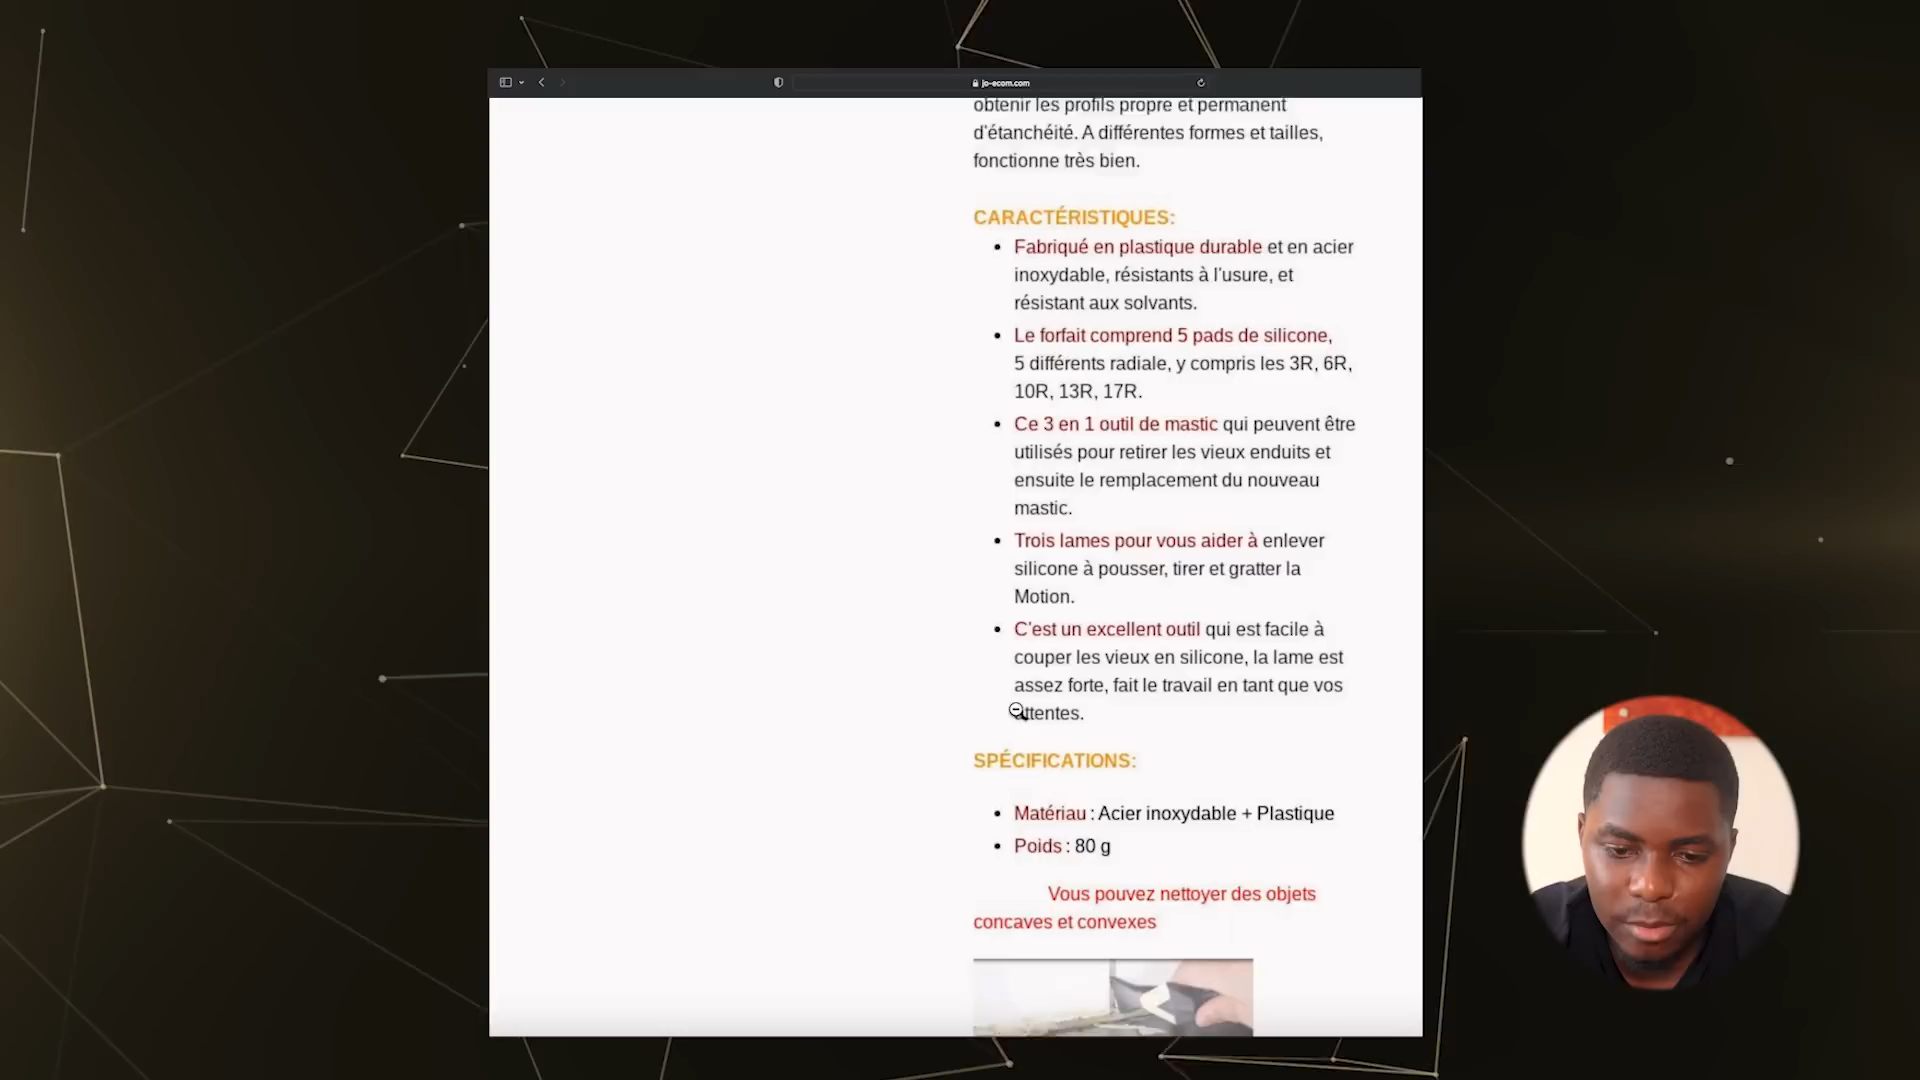 jo-ecom.com
obtenir les profils propre et permanent
d'étanchéité. A différentes formes et tailles,
fonctionne très bien.
CARACTÉRISTIQUES:
Fabriqué en plastique durable et en acier
inoxydable, résistants à l'usure, et
résistant aux solvants.
Le forfait comprend 5 pads de silicone,
5 différents radiale, y compris les 3R, 6R,
10R, 13R, 17R.
Ce 3 en 1 outil de mastic qui peuvent être
utilisés pour retirer les vieux enduits et
ensuite le remplacement du nouveau
mastic.
Trois lames pour vous aider à enlever
silicone à pousser, tirer et gratter la
Motion.
C'est un excellent outil qui est facile à
couper les vieux en silicone, la lame est
assez forte, fait le travail en tant que vos
attentes.
SPÉCIFICATIONS:
Matériau : Acier inoxydable + Plastique
Poids : 80 g
Vous pouvez nettoyer des objets
concaves et convexes